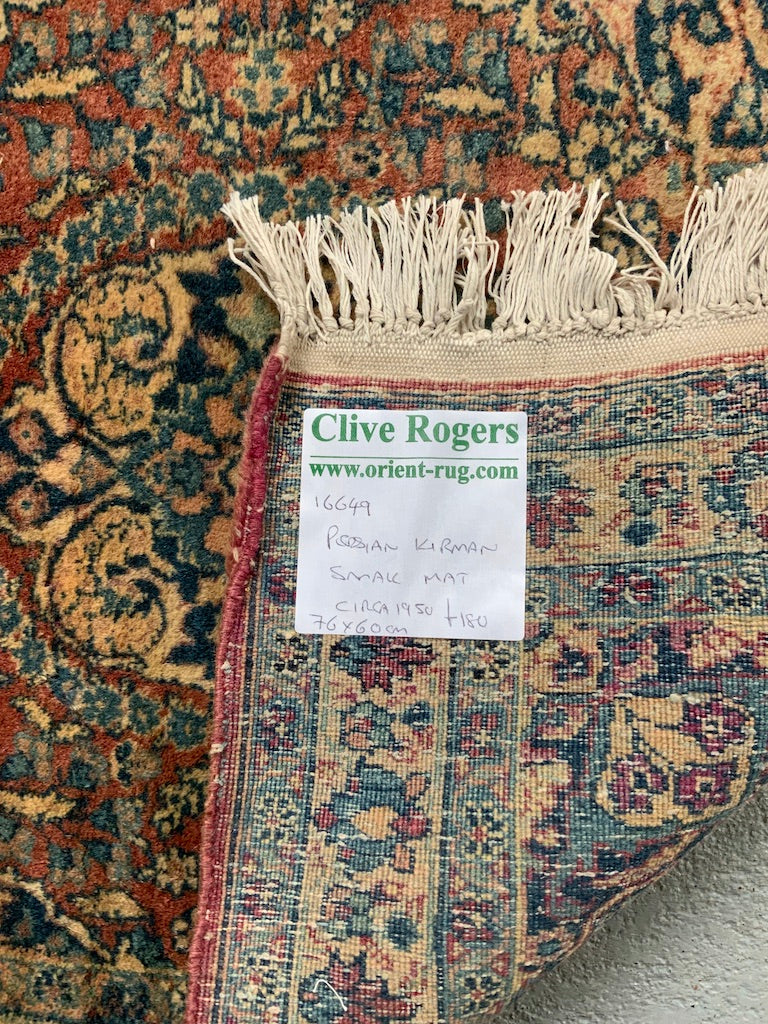 Clive Rogers
www.orient-rug.com
16649
PERSIAN KIRMAN
SMALL MAT
CIRCA 1950 £180
76X60cm